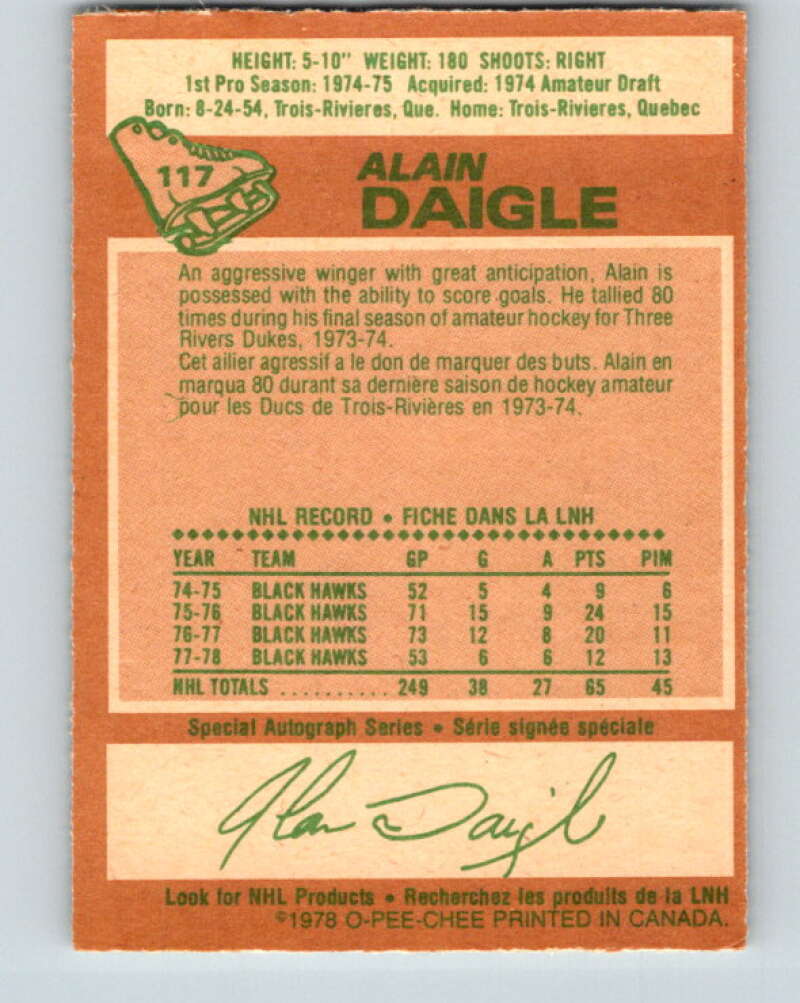 HEIGHT: 5-10" WEIGHT: 180 SHOOTS: RIGHT
1st Pro Season: 1974-75 Acquired: 1974 Amateur Draft
Born: 8-24-54, Trois-Rivieres, Que. Home: Trois-Rivieres, Quebec
117
ALAIN
DAIGLE
An aggressive winger with great anticipation, Alain is
possessed with the ability to score goals. He tallied 80
times during his final season of amateur hockey for Three
Rivers Dukes, 1973-74.
Cet ailier agressif a le don de marquer des buts. Alain en
marqua 80 durant sa dernière saison de hockey amateur
pour les Ducs de Trois-Rivières en 1973-74.
NHL RECORD • FICHE DANS LA LNH
YEAR TEAM GP G A PTS PIM
74-75 BLACK HAWKS 52 5 4 9 6
75-76 BLACK HAWKS 71 15 9 24 15
76-77 BLACK HAWKS 73 12 8 20 11
77-78 BLACK HAWKS 53 6 6 12 13
NHL TOTALS .......... 249 38 27 65 45
Special Autograph Series • Série signée spéciale
Alain Daigle
Look for NHL Products • Recherchez les produits de la LNH
©1978 O-PEE-CHEE PRINTED IN CANADA.